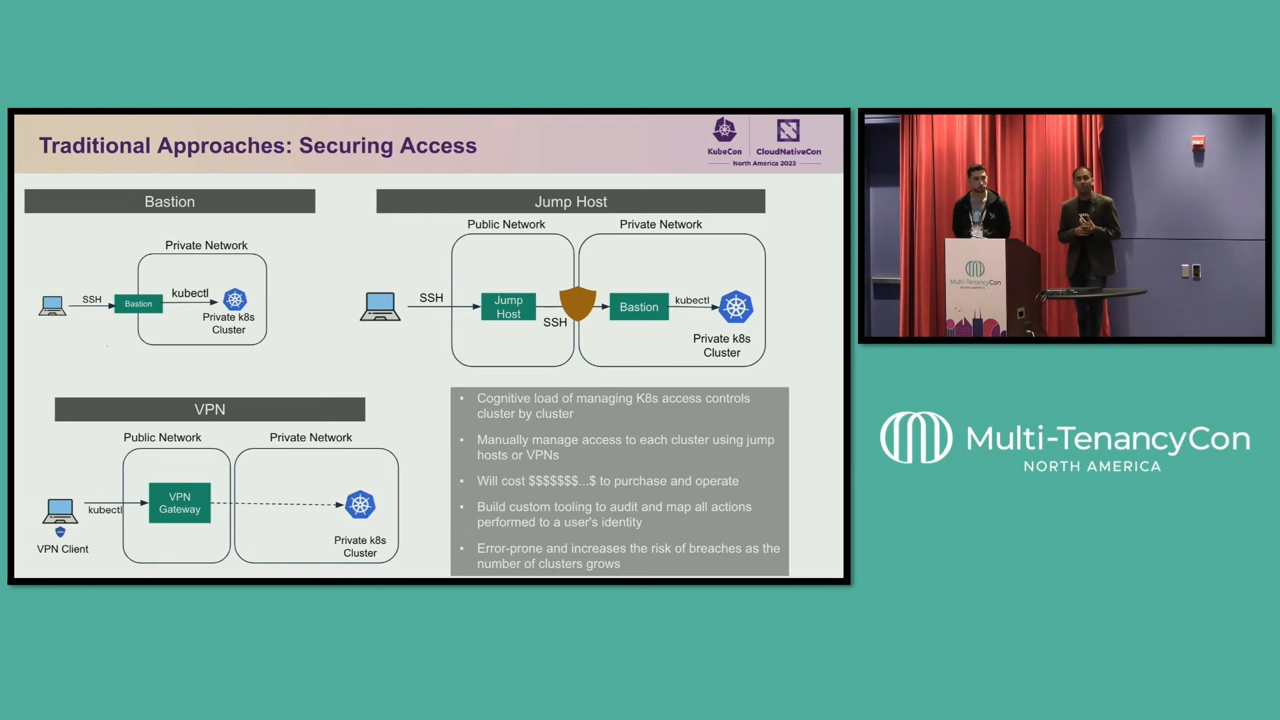 Traditional Approaches: Securing Access
KubeCon
CloudNativeCon
North America 2023
Bastion
Private Network
SSH
Bastion
kubectl
Private k8s
Cluster
Jump Host
Public Network
Private Network
SSH
Jump
Host
SSH
Bastion
kubectl
Private k8s
Cluster
VPN
Public Network
Private Network
kubectl
VPN
Gateway
VPN Client
Private k8s
Cluster
• Cognitive load of managing K8s access controls
cluster by cluster
• Manually manage access to each cluster using jump
hosts or VPNs
• Will cost $$$$$$$...$ to purchase and operate
• Build custom tooling to audit and map all actions
performed to a user's identity
• Error-prone and increases the risk of breaches as the
number of clusters grows
Multi-TenancyCon
NORTH AMERICA
Multi-TenancyCon
NORTH AMERICA